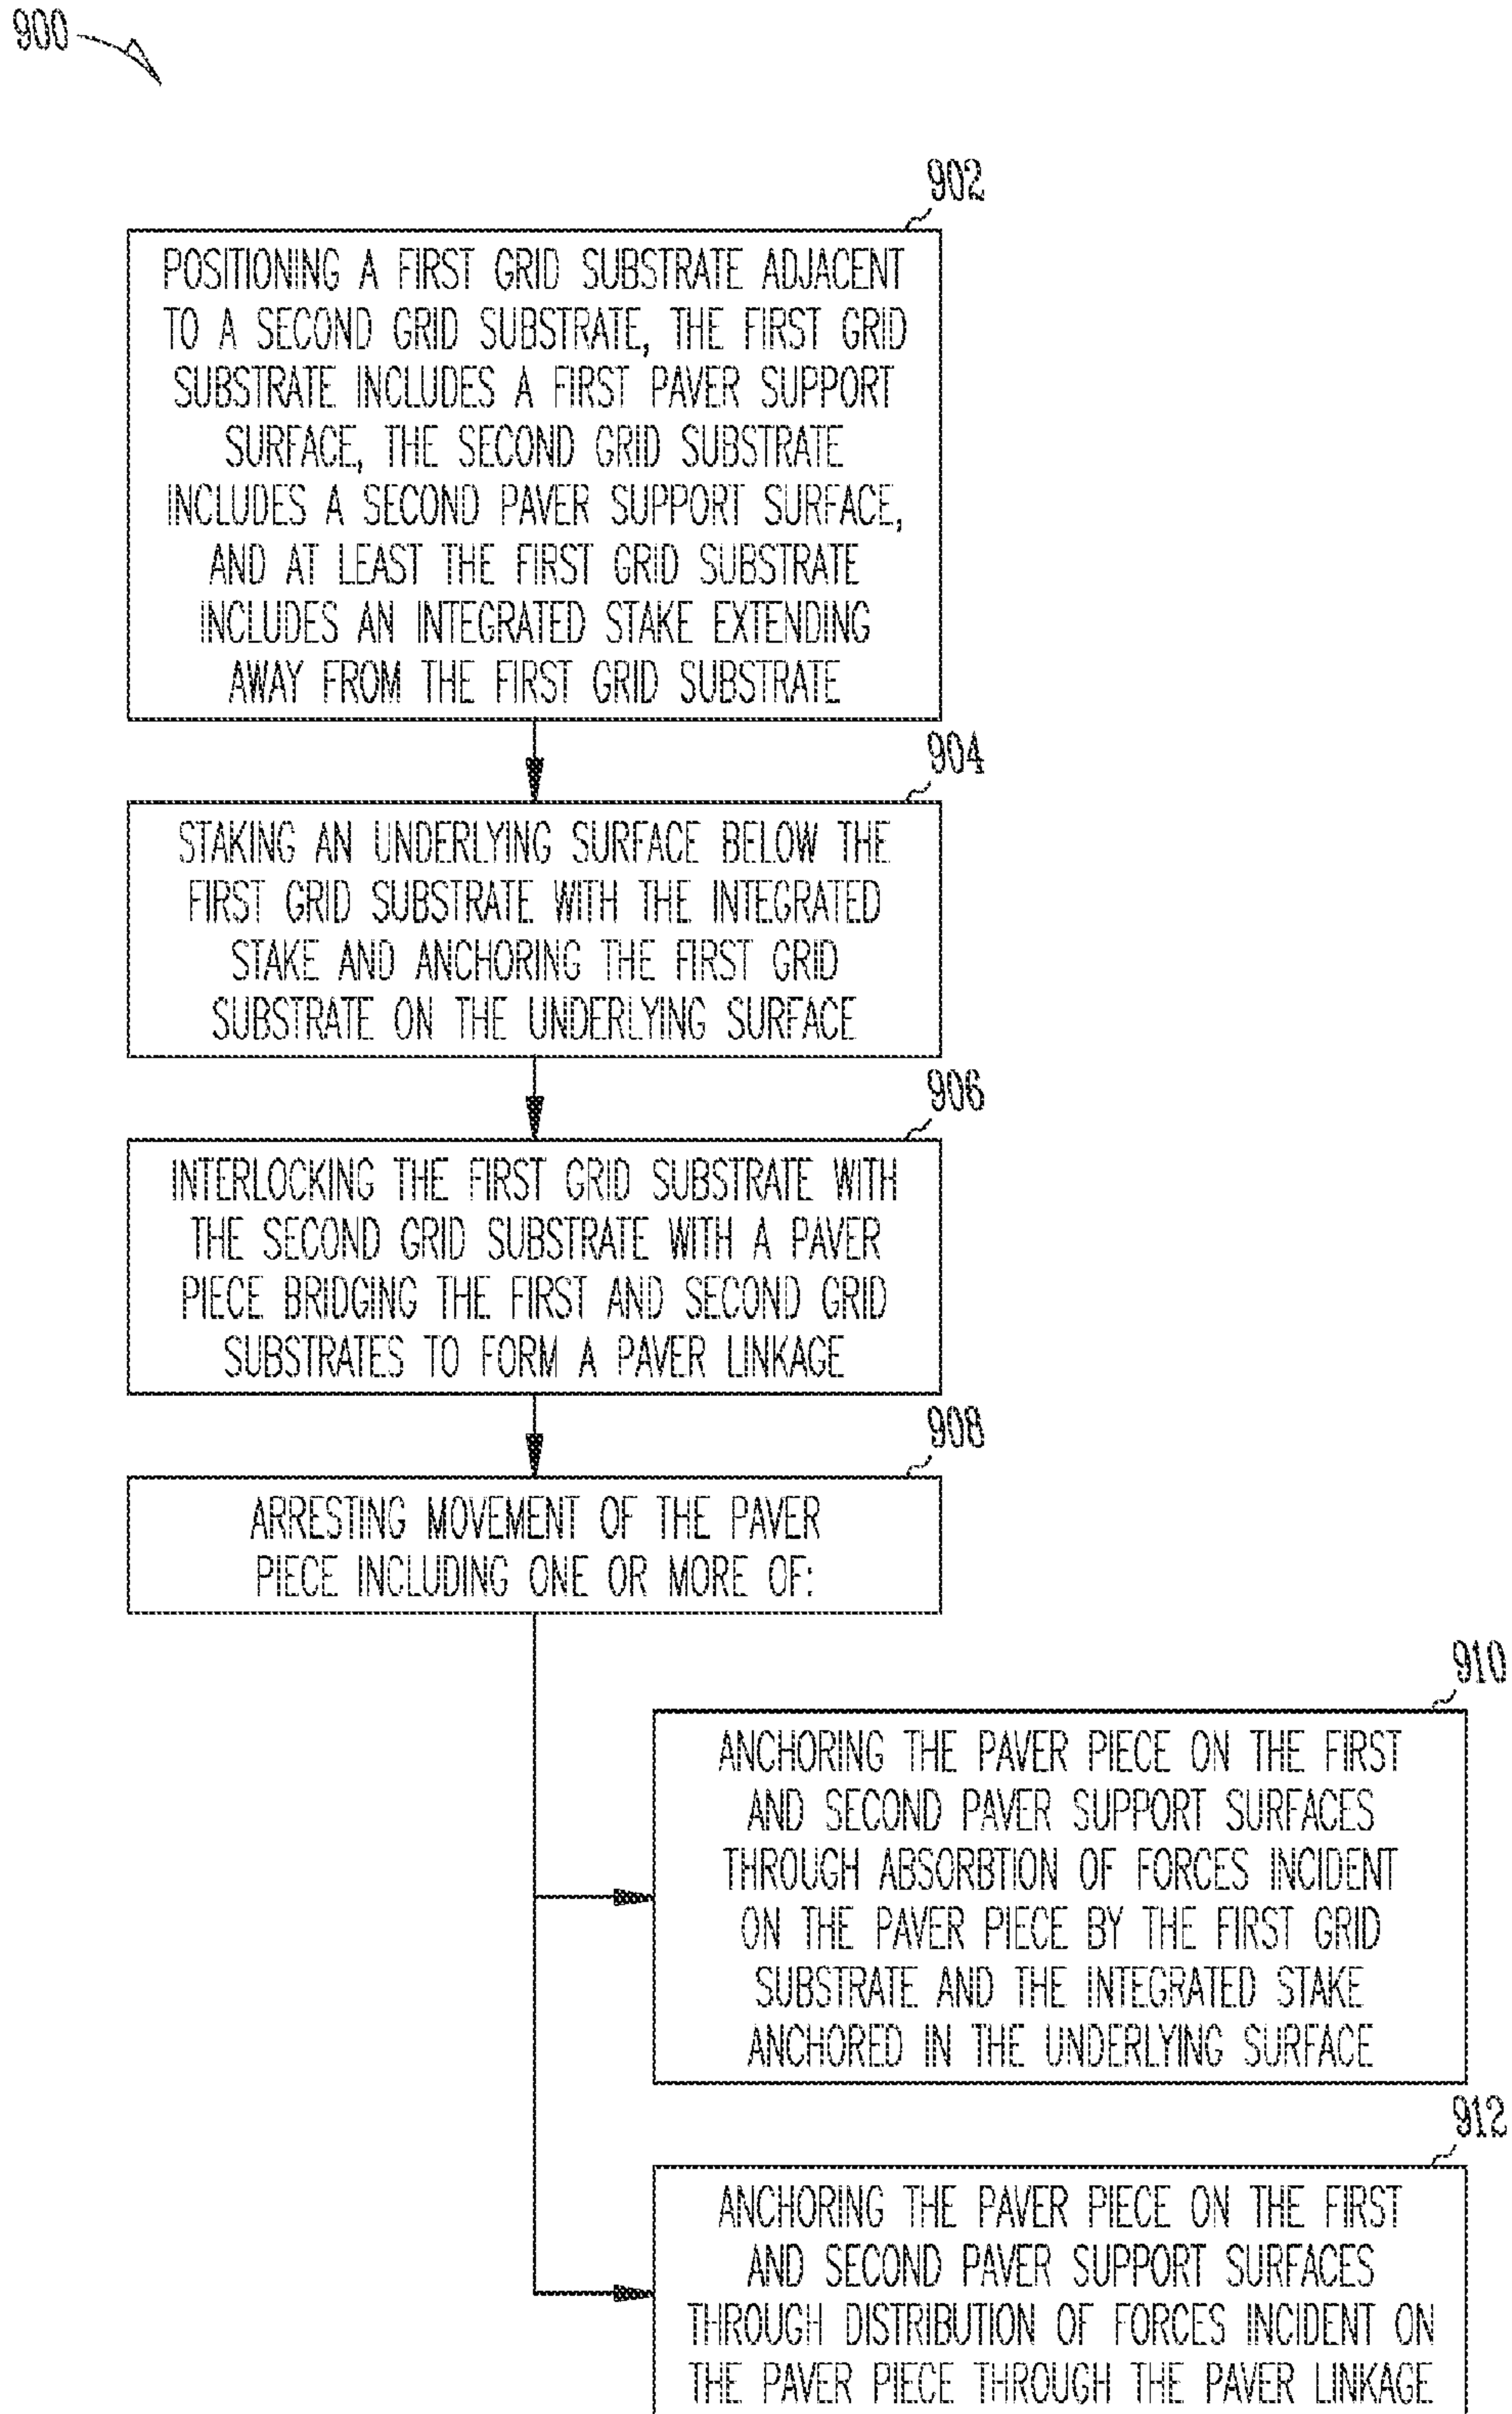 900
902
POSITIONING A FIRST GRID SUBSTRATE ADJACENT
TO A SECOND GRID SUBSTRATE, THE FIRST GRID
SUBSTRATE INCLUDES A FIRST PAVER SUPPORT
SURFACE, THE SECOND GRID SUBSTRATE
INCLUDES A SECOND PAVER SUPPORT SURFACE,
AND AT LEAST THE FIRST GRID SUBSTRATE
INCLUDES AN INTEGRATED STAKE EXTENDING
AWAY FROM THE FIRST GRID SUBSTRATE
904
STAKING AN UNDERLYING SURFACE BELOW THE
FIRST GRID SUBSTRATE WITH THE INTEGRATED
STAKE AND ANCHORING THE FIRST GRID
SUBSTRATE ON THE UNDERLYING SURFACE
906
INTERLOCKING THE FIRST GRID SUBSTRATE WITH
THE SECOND GRID SUBSTRATE WITH A PAVER
PIECE BRIDGING THE FIRST AND SECOND GRID
SUBSTRATES TO FORM A PAVER LINKAGE
908
ARRESTING MOVEMENT OF THE PAVER
PIECE INCLUDING ONE OR MORE OF:
910
ANCHORING THE PAVER PIECE ON THE FIRST
AND SECOND PAVER SUPPORT SURFACES
THROUGH ABSORBTION OF FORCES INCIDENT
ON THE PAVER PIECE BY THE FIRST GRID
SUBSTRATE AND THE INTEGRATED STAKE
ANCHORED IN THE UNDERLYING SURFACE
912
ANCHORING THE PAVER PIECE ON THE FIRST
AND SECOND PAVER SUPPORT SURFACES
THROUGH DISTRIBUTION OF FORCES INCIDENT ON
THE PAVER PIECE THROUGH THE PAVER LINKAGE